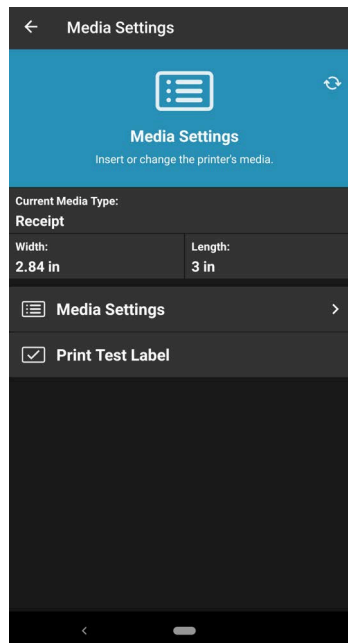 Media Settings
Media Settings
Insert or change the printer's media.
Current Media Type:
Receipt
Width:
2.84 in
Length:
3 in
Media Settings
Print Test Label